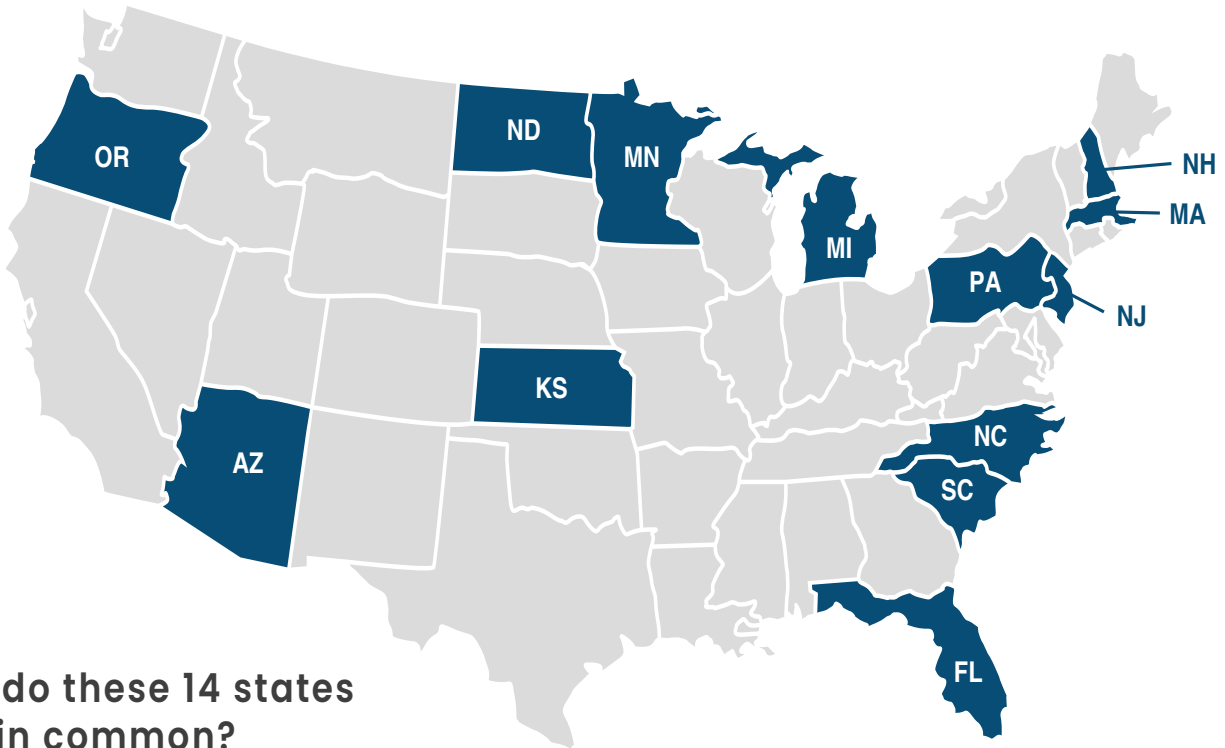 ND
OR
MN
NH
MA
MI
PA
NJ
KS
NC
AZ
SC
FL
do these 14 states
in common?